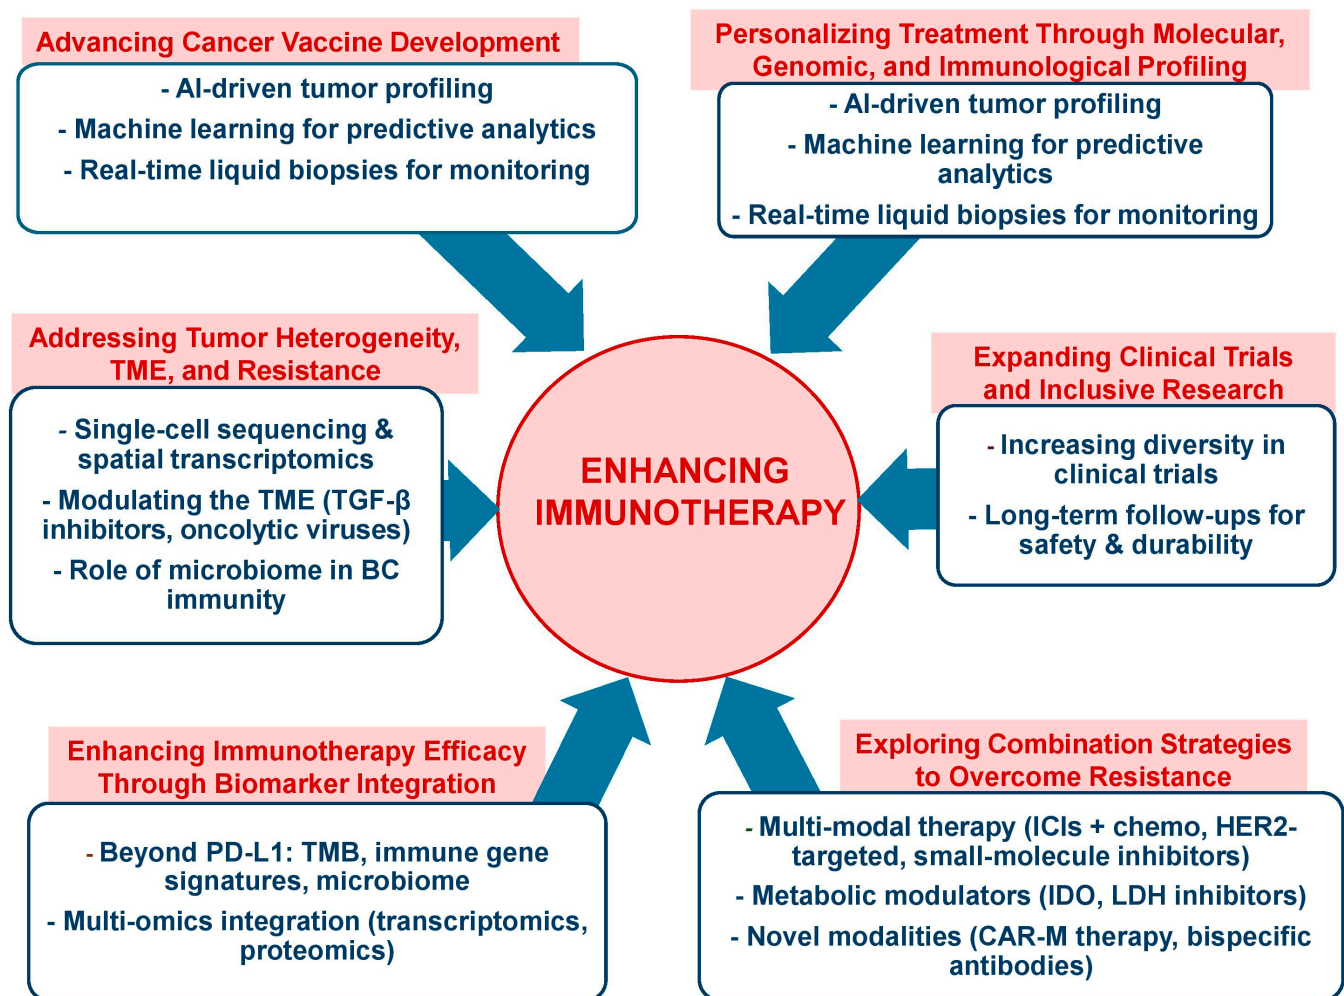 Advancing Cancer Vaccine Development
- AI-driven tumor profiling
- Machine learning for predictive analytics
- Real-time liquid biopsies for monitoring
Personalizing Treatment Through Molecular,
Genomic, and Immunological Profiling
- AI-driven tumor profiling
- Machine learning for predictive
analytics
- Real-time liquid biopsies for monitoring
Addressing Tumor Heterogeneity,
TME, and Resistance
- Single-cell sequencing &
spatial transcriptomics
- Modulating the TME (TGF-β
inhibitors, oncolytic viruses)
- Role of microbiome in BC
immunity
ENHANCING
IMMUNOTHERAPY
Expanding Clinical Trials
and Inclusive Research
- Increasing diversity in
clinical trials
- Long-term follow-ups for
safety & durability
Enhancing Immunotherapy Efficacy
Through Biomarker Integration
- Beyond PD-L1: TMB, immune gene
signatures, microbiome
- Multi-omics integration (transcriptomics,
proteomics)
Exploring Combination Strategies
to Overcome Resistance
- Multi-modal therapy (ICIs + chemo, HER2-
targeted, small-molecule inhibitors)
- Metabolic modulators (IDO, LDH inhibitors)
- Novel modalities (CAR-M therapy, bispecific
antibodies)